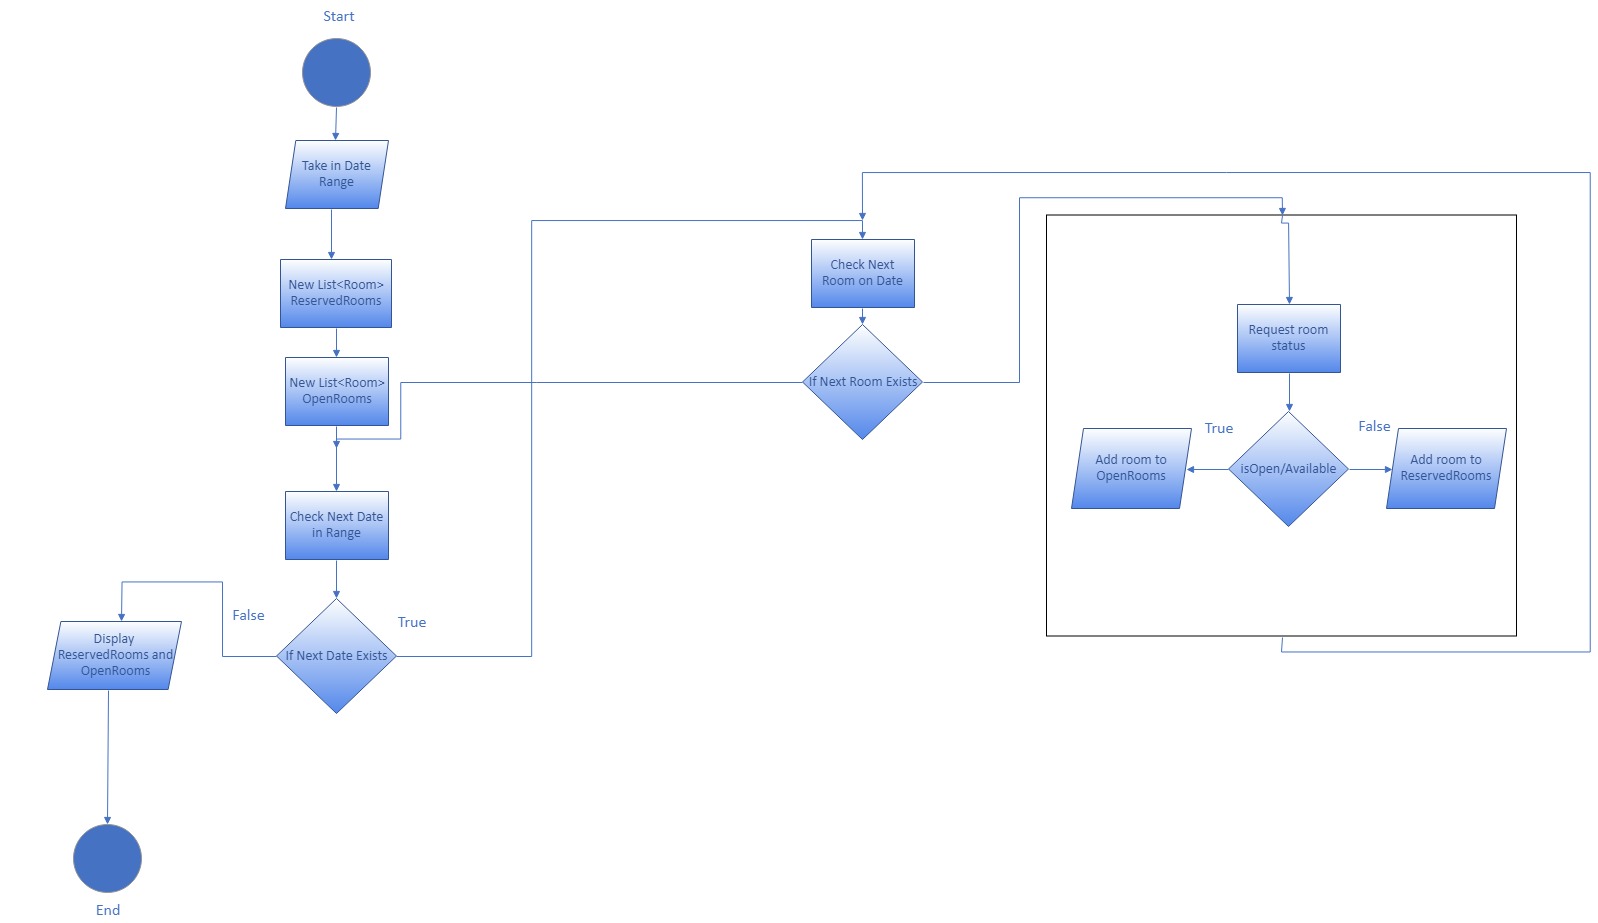 Start
Take in Date
Range
New List<Room>
ReservedRooms
New List<Room>
OpenRooms
Check Next Date
in Range
If Next Date Exists
False
True
Display
ReservedRooms and
OpenRooms
End
Check Next
Room on Date
If Next Room Exists
Request room
status
isOpen/Available
True
False
Add room to
OpenRooms
Add room to
ReservedRooms